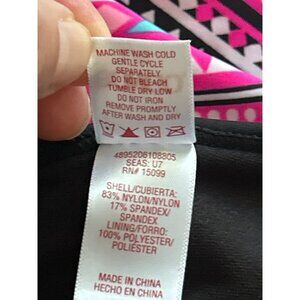 MACHINE WASH COLD
GENTLE CYCLE
SEPARATELY
DO NOT BLEACH
TUMBLE DRY LOW
DO NOT IRON
REMOVE PROMPTLY
AFTER WASH AND DRY
4895206108805
SEAS: U7
RN# 15099
SHELL/CUBIERTA:
83% NYLON/NYLON
17% SPANDEX/
SPANDEX
LINING/FORRO:
100% POLYESTER/
POLIÉSTER
MADE IN CHINA
HECHO EN CHINA